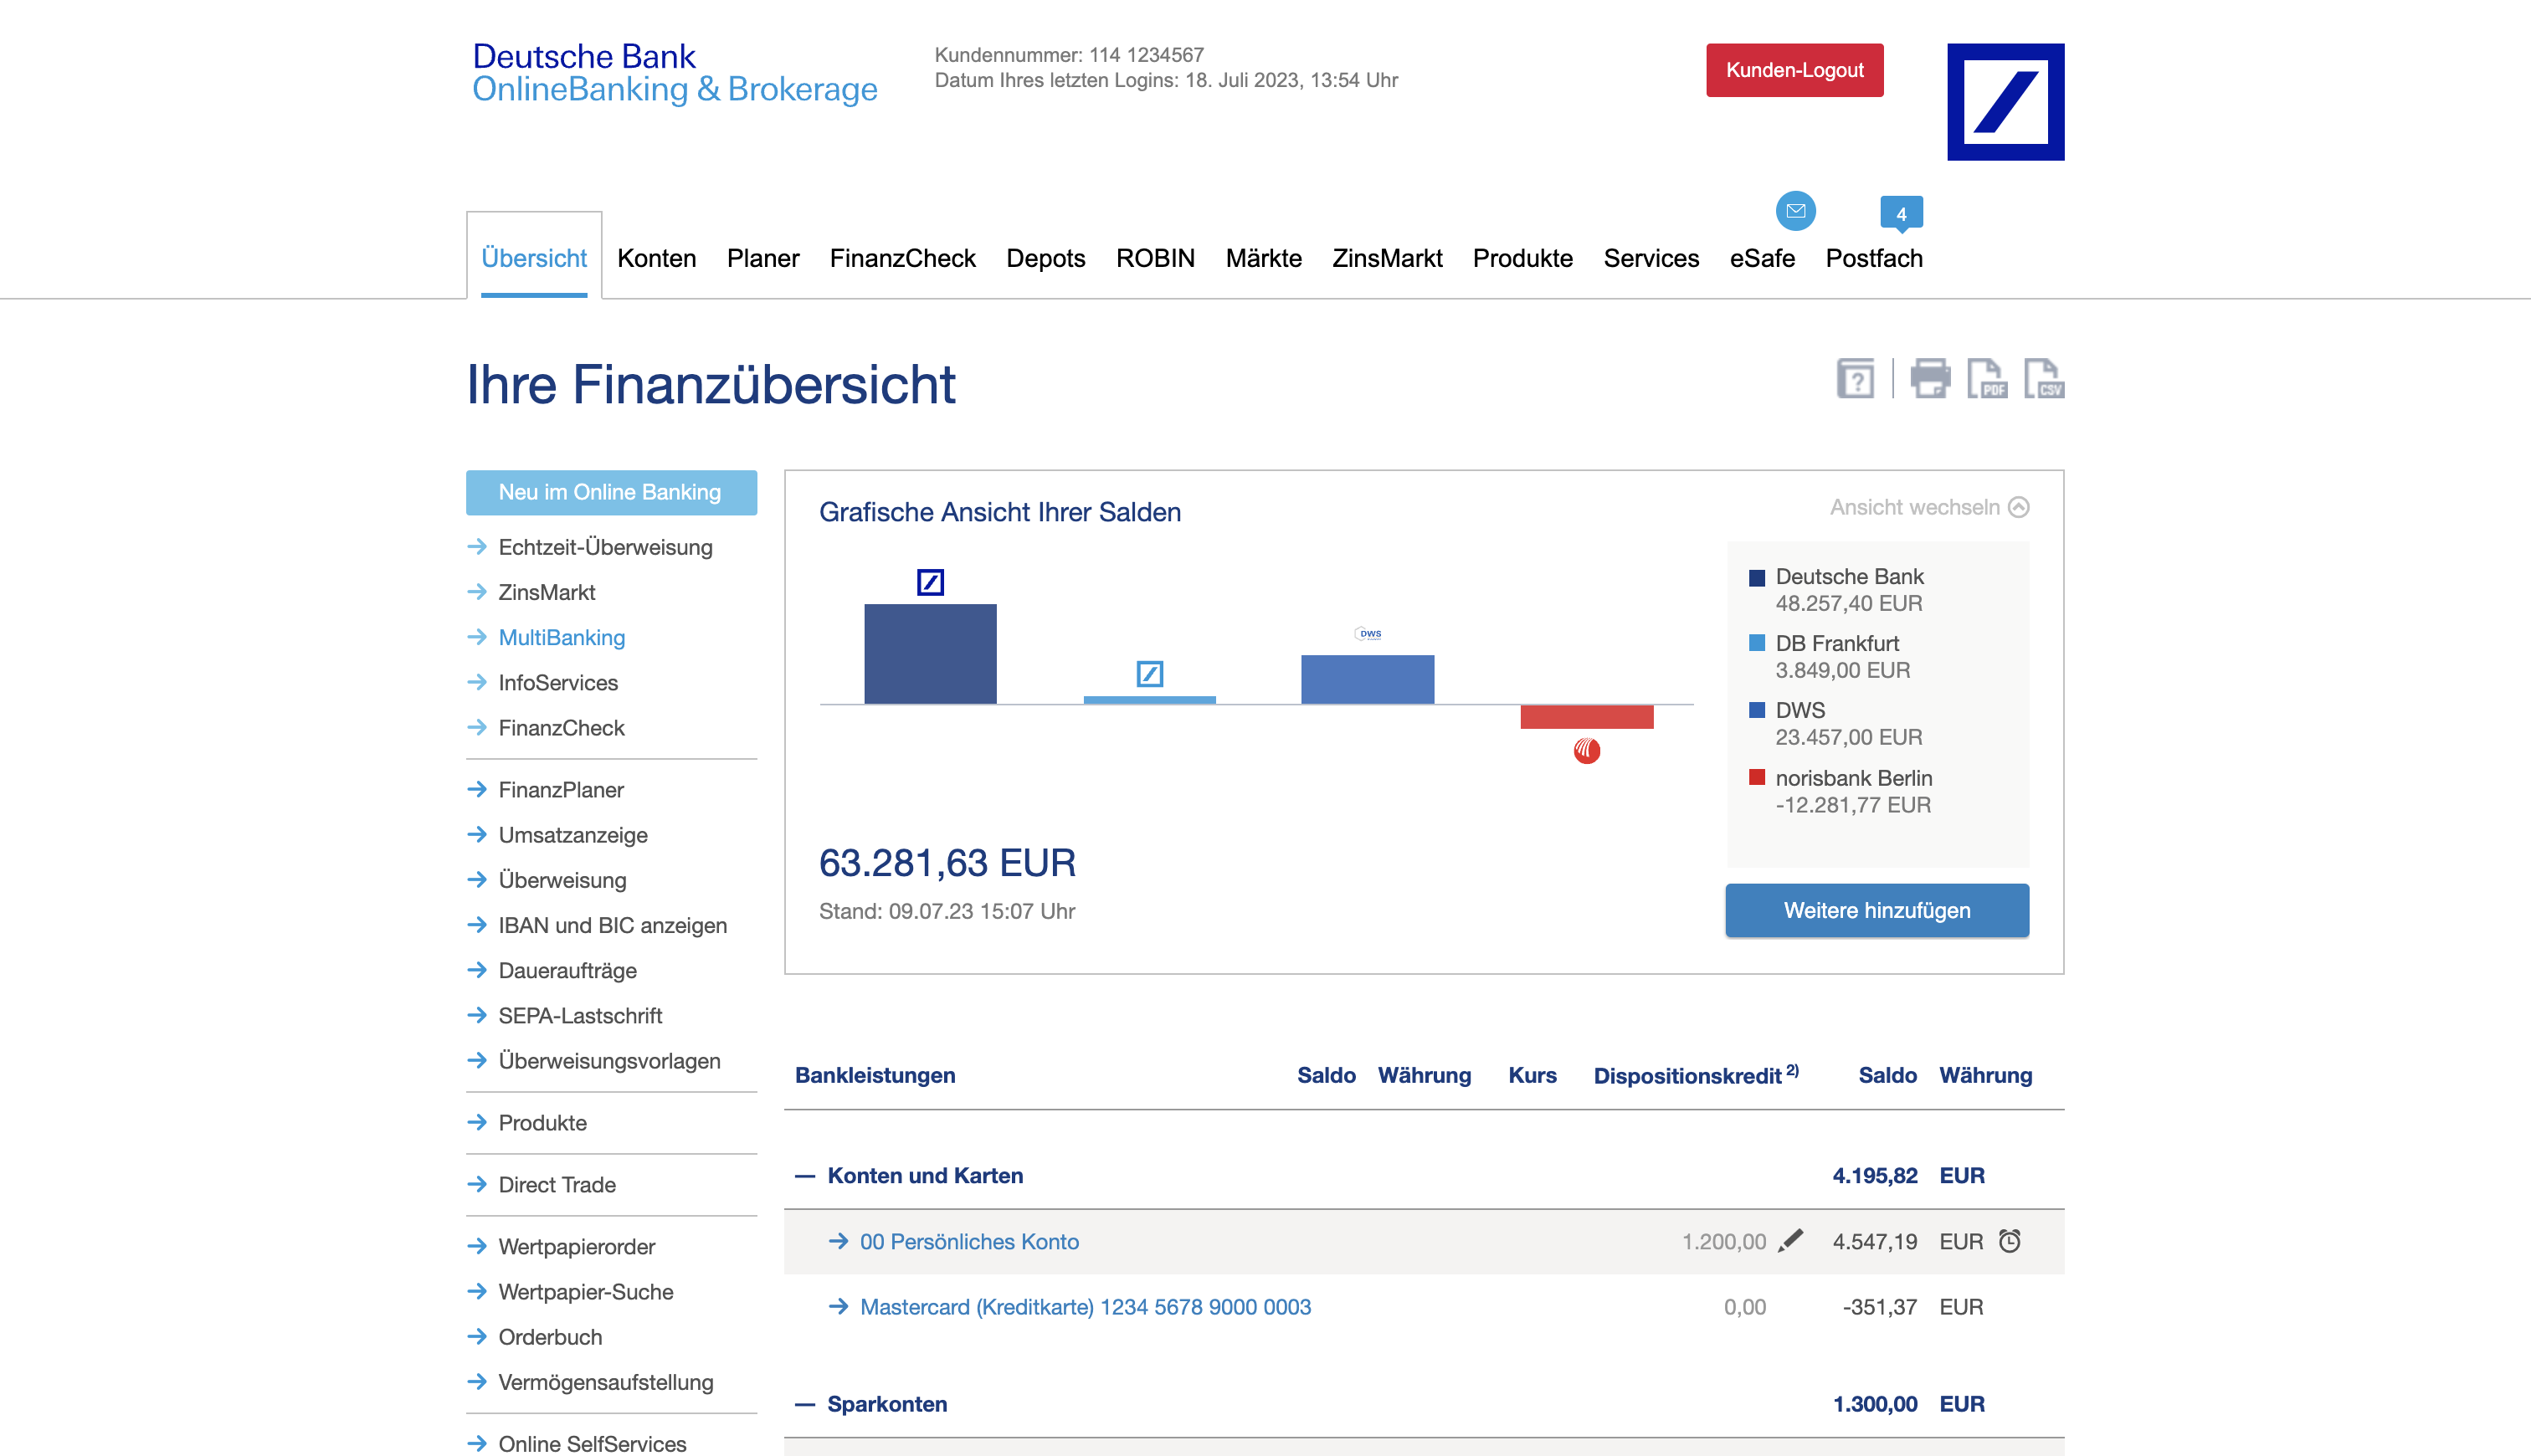 Deutsche Bank
OnlineBanking & Brokerage
Kundennummer: 114 1234567
Datum Ihres letzten Logins: 18. Juli 2023, 13:54 Uhr
Kunden-Logout
4
Übersicht Konten Planer FinanzCheck Depots ROBIN Märkte ZinsMarkt Produkte Services eSafe Postfach
Ihre Finanzübersicht
? PDF CSV
Neu im Online Banking
Echtzeit-Überweisung
ZinsMarkt
MultiBanking
InfoServices
FinanzCheck
FinanzPlaner
Umsatzanzeige
Überweisung
IBAN und BIC anzeigen
Daueraufträge
SEPA-Lastschrift
Überweisungsvorlagen
Produkte
Direct Trade
Wertpapierorder
Wertpapier-Suche
Orderbuch
Vermögensaufstellung
Online SelfServices
Grafische Ansicht Ihrer Salden
Ansicht wechseln
DWS
Deutsche Bank
48.257,40 EUR
DB Frankfurt
3.849,00 EUR
DWS
23.457,00 EUR
norisbank Berlin
-12.281,77 EUR
63.281,63 EUR
Stand: 09.07.23 15:07 Uhr
Weitere hinzufügen
Bankleistungen Saldo Währung Kurs Dispositionskredit 2) Saldo Währung
— Konten und Karten 4.195,82 EUR
00 Persönliches Konto 1.200,00 4.547,19 EUR
Mastercard (Kreditkarte) 1234 5678 9000 0003 0,00 -351,37 EUR
— Sparkonten 1.300,00 EUR